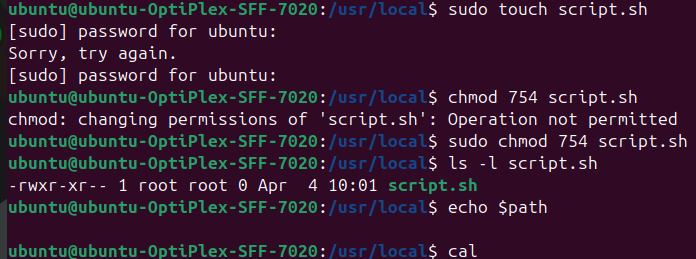 ubuntu@ubuntu-OptiPlex-SFF-7020:/usr/local$ sudo touch script.sh
[sudo] password for ubuntu:
Sorry, try again.
[sudo] password for ubuntu:
ubuntu@ubuntu-OptiPlex-SFF-7020:/usr/local$ chmod 754 script.sh
chmod: changing permissions of 'script.sh': Operation not permitted
ubuntu@ubuntu-OptiPlex-SFF-7020:/usr/local$ sudo chmod 754 script.sh
ubuntu@ubuntu-OptiPlex-SFF-7020:/usr/local$ ls -l script.sh
-rwxr-xr-- 1 root root 0 Apr  4 10:01 script.sh
ubuntu@ubuntu-OptiPlex-SFF-7020:/usr/local$ echo $path
ubuntu@ubuntu-OptiPlex-SFF-7020:/usr/local$ cal